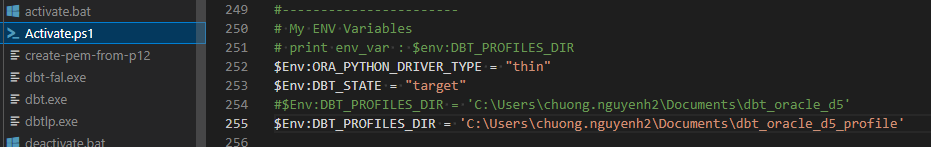 activate.bat
Activate.ps1
create-pem-from-p12
dbt-fal.exe
dbt.exe
dbtlp.exe
deactivate.bat
249 #-----------------------
250 # My ENV Variables
251 # print env_var : $env:DBT_PROFILES_DIR
252 $Env:ORA_PYTHON_DRIVER_TYPE = "thin"
253 $Env:DBT_STATE = "target"
254 #$Env:DBT_PROFILES_DIR = 'C:\Users\chuong.nguyenh2\Documents\dbt_oracle_d5'
255 $Env:DBT_PROFILES_DIR = 'C:\Users\chuong.nguyenh2\Documents\dbt_oracle_d5_profile'
256